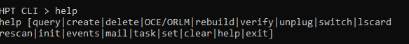 HPT CLI > help
help [query|create|delete|OCE/ORLM|rebuild|verify|unplug|switch|lscard
rescan|init|events|mail|task|set|clear|help|exit]